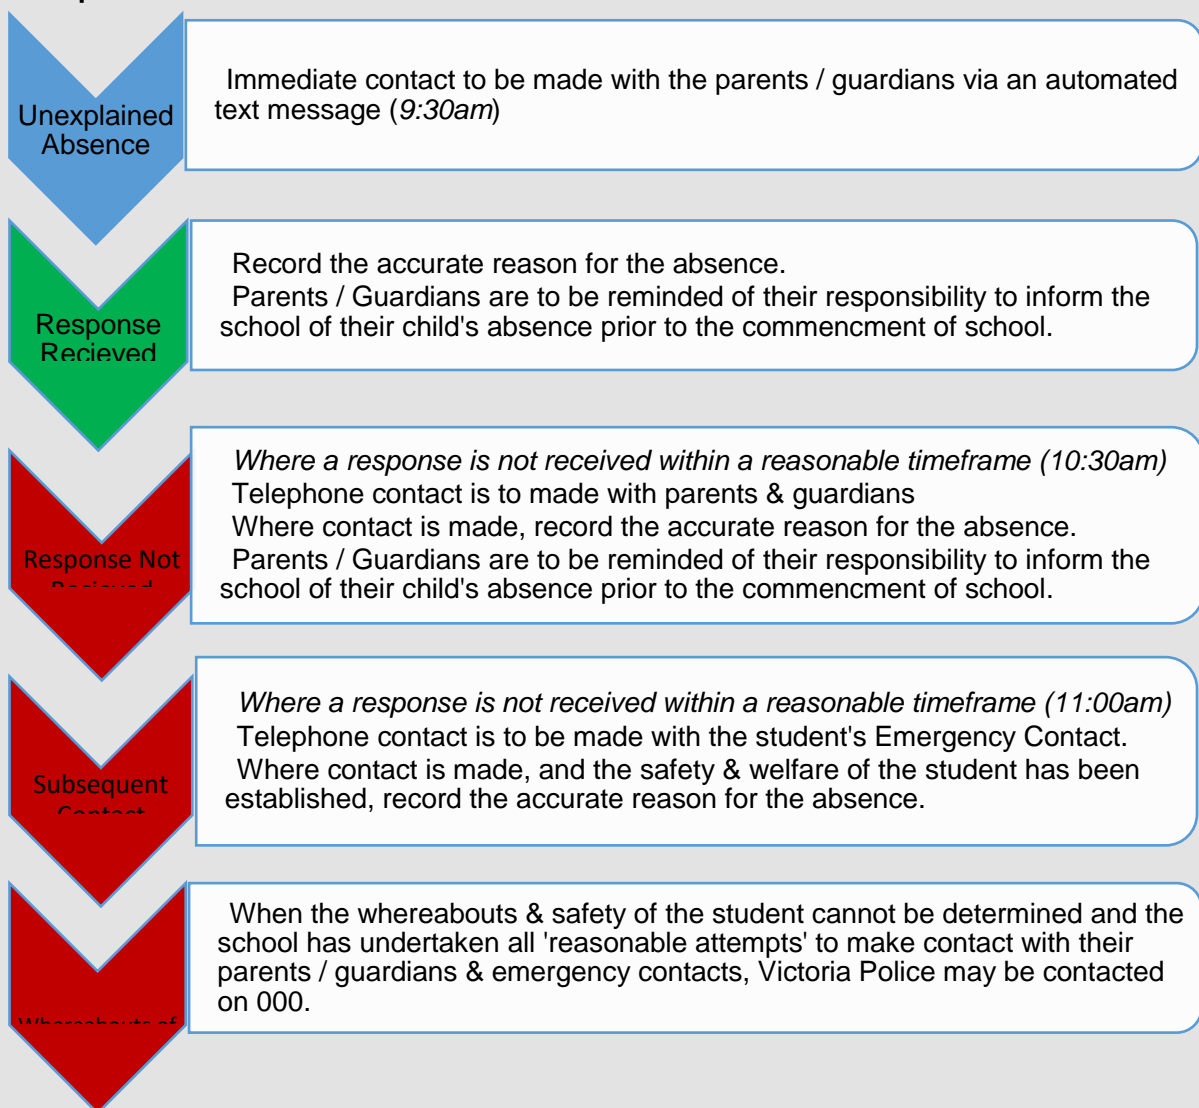 Unexplained
Absence
Immediate contact to be made with the parents / guardians via an automated
text message (9:30am)
Response
Recieved
Record the accurate reason for the absence.
Parents / Guardians are to be reminded of their responsibility to inform the
school of their child's absence prior to the commencment of school.
Response Not
Where a response is not received within a reasonable timeframe (10:30am)
Telephone contact is to made with parents & guardians
Where contact is made, record the accurate reason for the absence.
Parents / Guardians are to be reminded of their responsibility to inform the
school of their child's absence prior to the commencment of school.
Subsequent
Contact
Where a response is not received within a reasonable timeframe (11:00am)
Telephone contact is to be made with the student's Emergency Contact.
Where contact is made, and the safety & welfare of the student has been
established, record the accurate reason for the absence.
Whereabouts of
When the whereabouts & safety of the student cannot be determined and the
school has undertaken all 'reasonable attempts' to make contact with their
parents / guardians & emergency contacts, Victoria Police may be contacted
on 000.